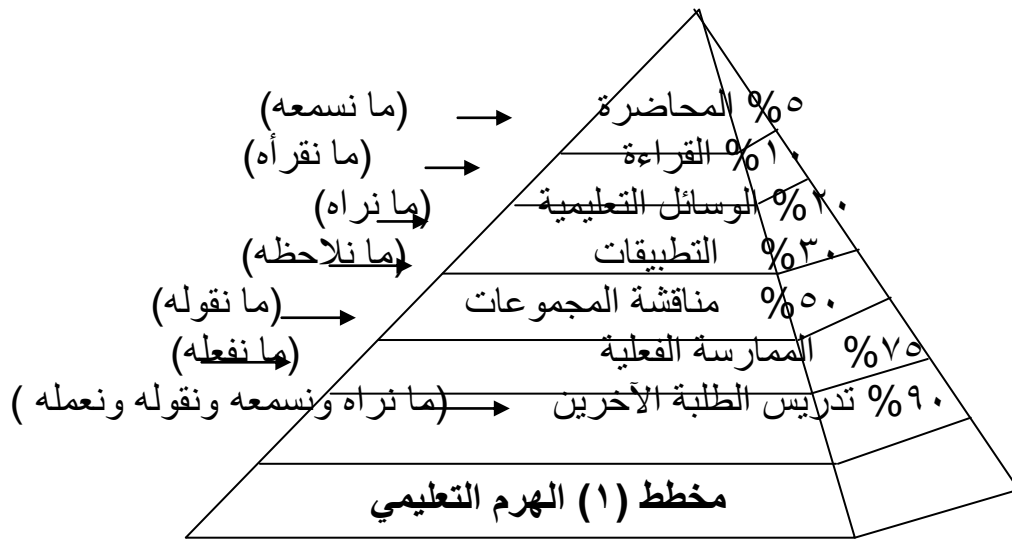 ٥% المحاضرة (ما نسمعه)
١٠% القراءة (ما نقرأه)
٢٠% الوسائل التعليمية (ما نراه)
٣٠% التطبيقات (ما نلاحظه)
٥٠% مناقشة المجموعات (ما نقوله)
٧٥% الممارسة الفعلية (ما نفعله)
٩٠% تدريس الطلبة الآخرين (ما نراه ونسمعه ونقوله ونعمله )
مخطط (١) الهرم التعليمي